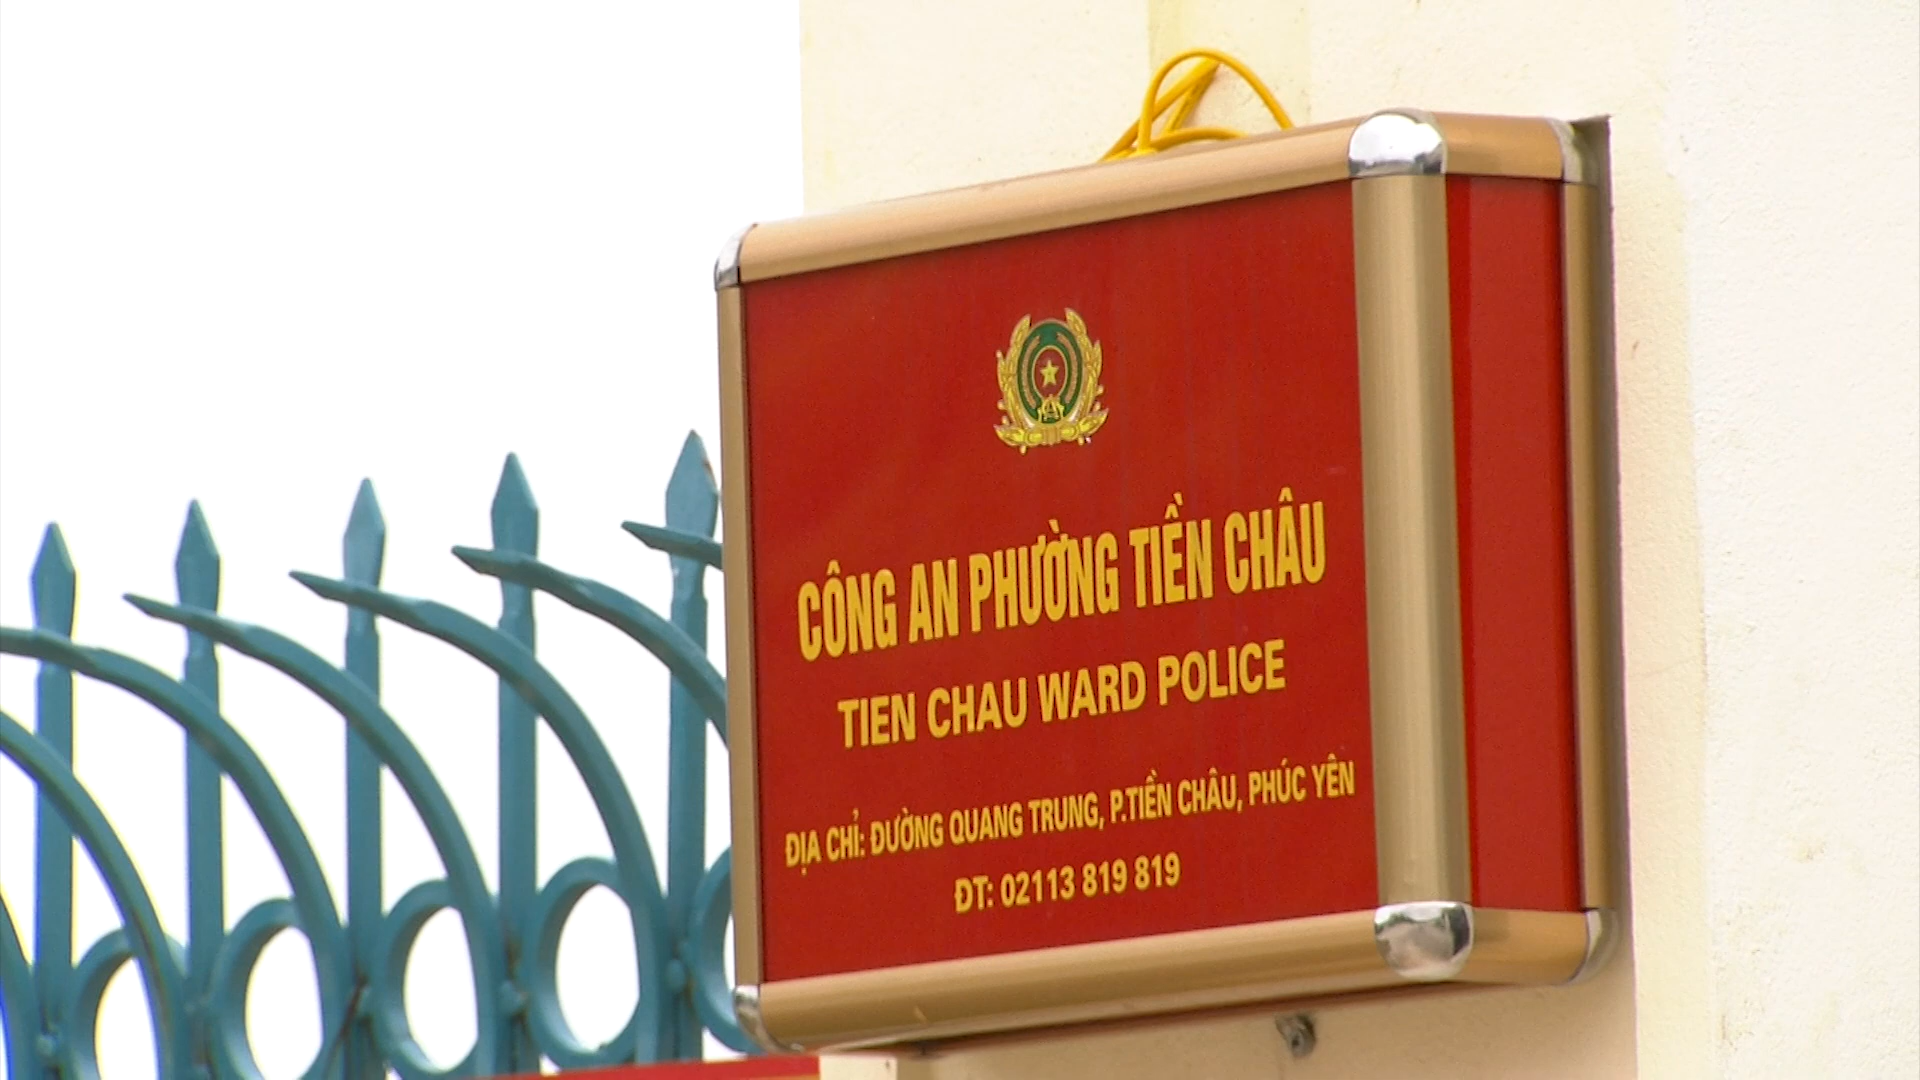 CÔNG AN PHƯỜNG TIỀN CHÂU
TIEN CHAU WARD POLICE
ĐỊA CHỈ: ĐƯỜNG QUANG TRUNG, P.TIỀN CHÂU, PHÚC YÊN
ĐT: 02113 819 819